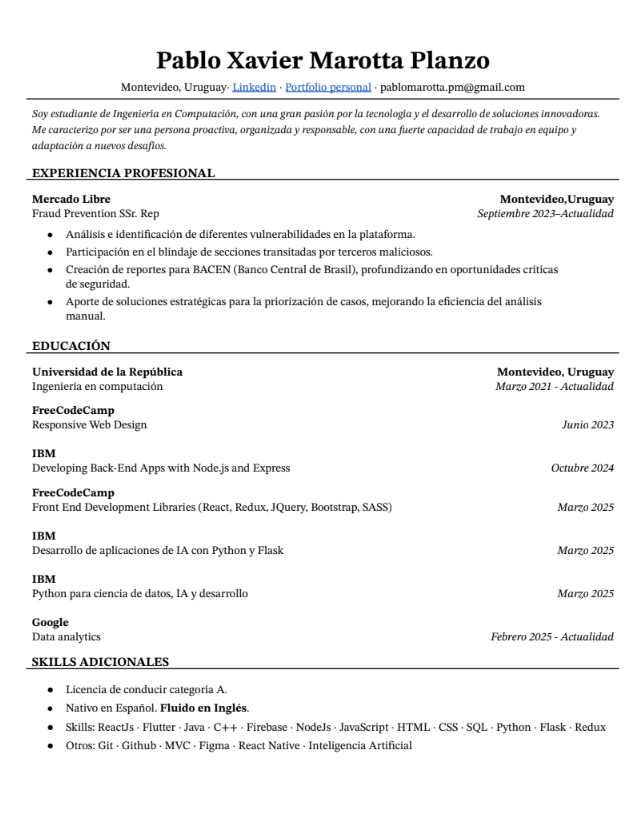 Pablo Xavier Marotta Planzo
Montevideo, Uruguay· Linkedin · Portfolio personal · pablomarotta.pm@gmail.com
Soy estudiante de Ingeniería en Computación, con una gran pasión por la tecnología y el desarrollo de soluciones innovadoras.
Me caracterizo por ser una persona proactiva, organizada y responsable, con una fuerte capacidad de trabajo en equipo y
adaptación a nuevos desafíos.
EXPERIENCIA PROFESIONAL
Mercado Libre Montevideo,Uruguay
Fraud Prevention SSr. Rep Septiembre 2023–Actualidad
● Análisis e identificación de diferentes vulnerabilidades en la plataforma.
● Participación en el blindaje de secciones transitadas por terceros maliciosos.
● Creación de reportes para BACEN (Banco Central de Brasil), profundizando en oportunidades críticas
de seguridad.
● Aporte de soluciones estratégicas para la priorización de casos, mejorando la eficiencia del análisis
manual.
EDUCACIÓN
Universidad de la República Montevideo, Uruguay
Ingeniería en computación Marzo 2021 - Actualidad
FreeCodeCamp
Responsive Web Design Junio 2023
IBM
Developing Back-End Apps with Node.js and Express Octubre 2024
FreeCodeCamp
Front End Development Libraries (React, Redux, JQuery, Bootstrap, SASS) Marzo 2025
IBM
Desarrollo de aplicaciones de IA con Python y Flask Marzo 2025
IBM
Python para ciencia de datos, IA y desarrollo Marzo 2025
Google
Data analytics Febrero 2025 - Actualidad
SKILLS ADICIONALES
● Licencia de conducir categoría A.
● Nativo en Español. Fluido en Inglés.
● Skills: ReactJs · Flutter · Java · C++ · Firebase · NodeJs · JavaScript · HTML · CSS · SQL · Python · Flask · Redux
● Otros: Git · Github · MVC · Figma · React Native · Inteligencia Artificial